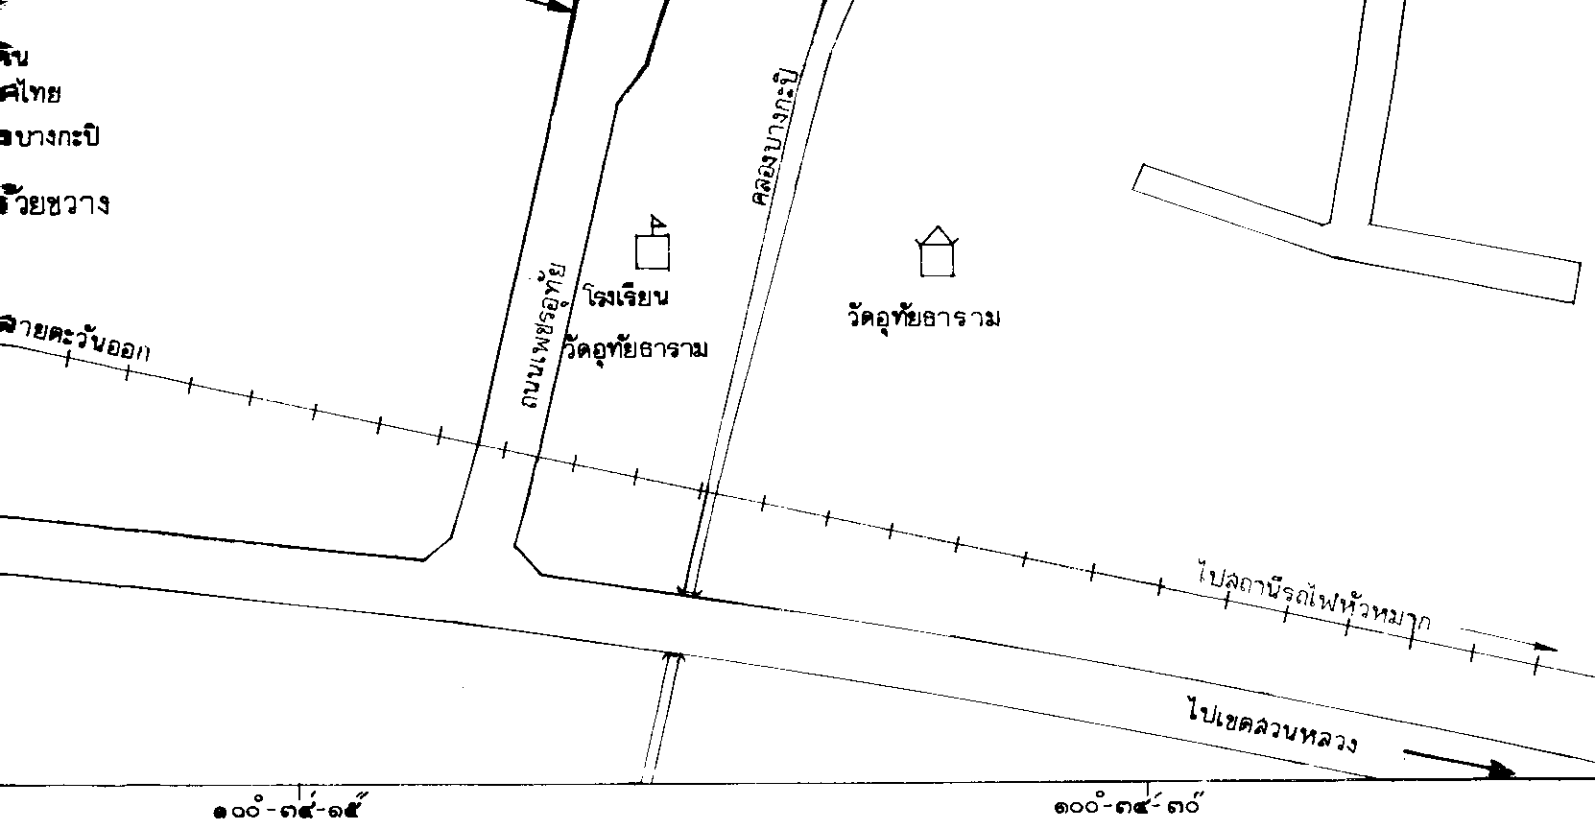 ดิน
ศไทย
บางกะปิ
ห้วยขวาง
สายตะวันออก
ถนนเพชรอุทัย
โรงเรียน
วัดอุทัยธาราม
คลองบางกะปิ
วัดอุทัยธาราม
ไปสถานีรถไฟหัวหมาก
ไปเขตสวนหลวง
๑๐๐°-๓๔′-๑๕″
๑๐๐°-๓๔′-๓๐″